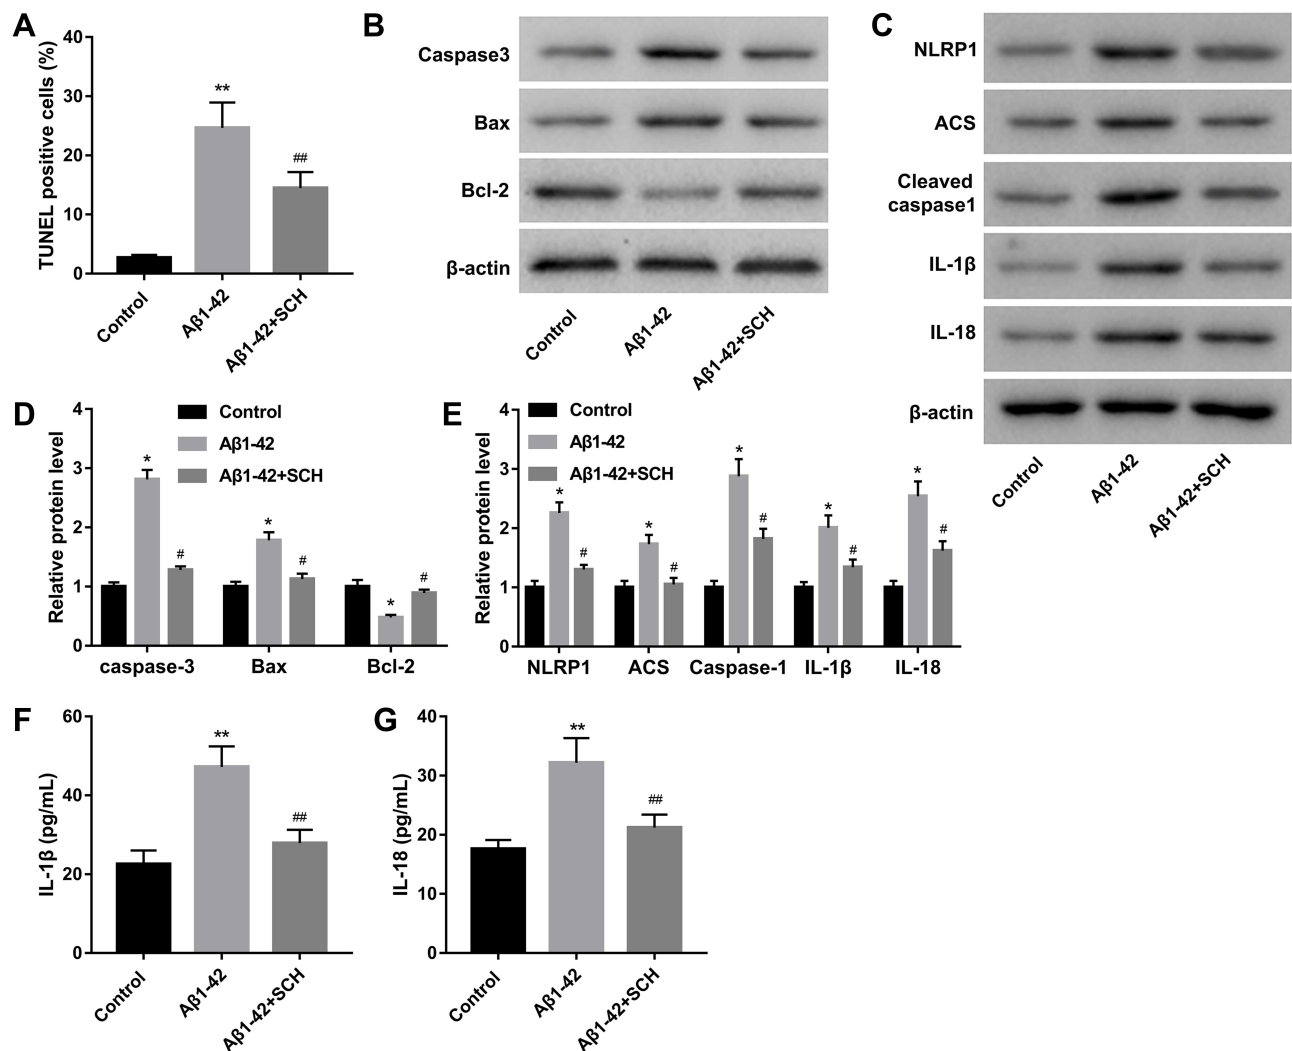 A
TUNEL positive cells (%)
40
30
20
10
0
**
##
Control
Aβ1-42
Aβ1-42+SCH
B
Caspase3
Bax
Bcl-2
β-actin
Control
Aβ1-42
Aβ1-42+SCH
C
NLRP1
ACS
Cleaved
caspase1
IL-1β
IL-18
β-actin
Control
Aβ1-42
Aβ1-42+SCH
D
Relative protein level
4
3
2
1
0
Control
Aβ1-42
Aβ1-42+SCH
* # * # * #
caspase-3 Bax Bcl-2
E
Relative protein level
4
3
2
1
0
Control
Aβ1-42
Aβ1-42+SCH
* # * # * # * # * #
NLRP1 ACS Caspase-1 IL-1β IL-18
F
IL-1β (pg/mL)
60
40
20
0
**
##
Control
Aβ1-42
Aβ1-42+SCH
G
IL-18 (pg/mL)
40
30
20
10
0
**
##
Control
Aβ1-42
Aβ1-42+SCH